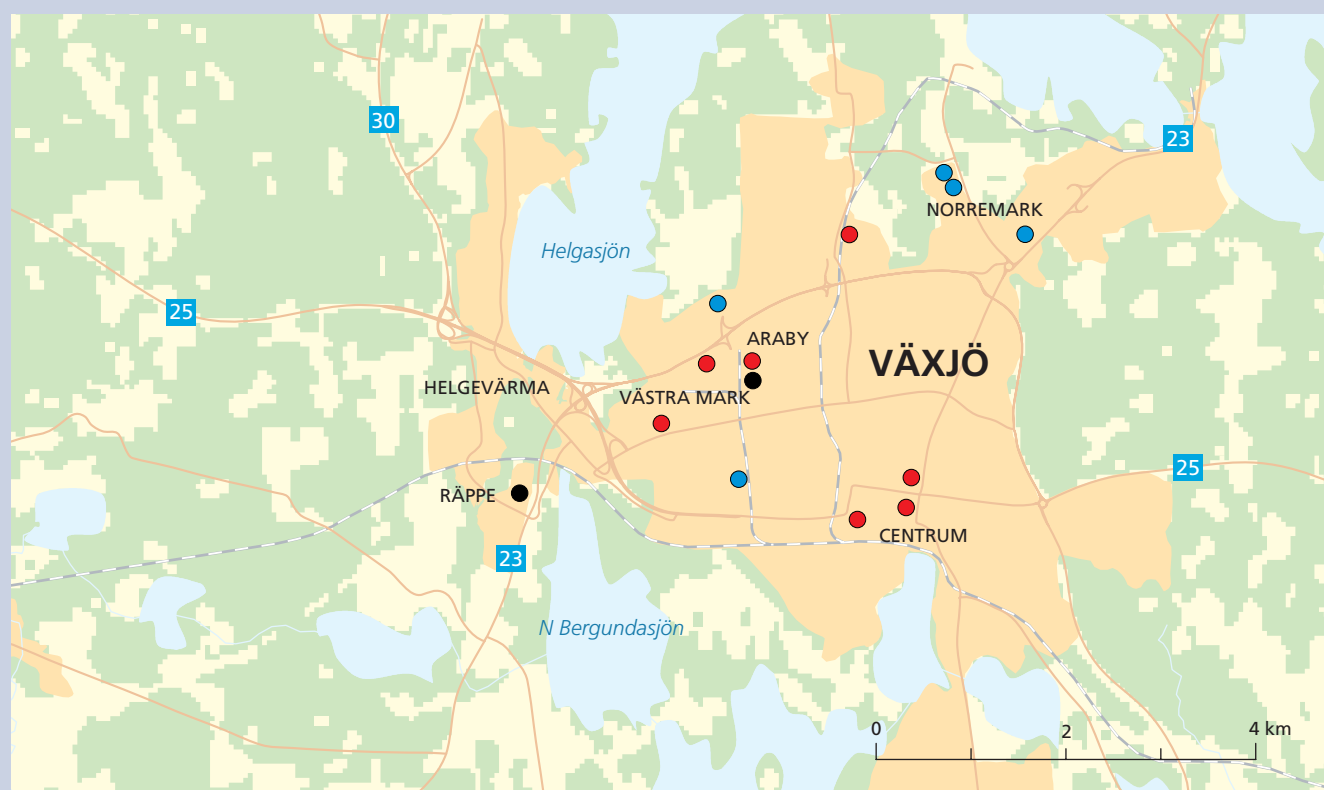 30
23
NORREMARK
Helgasjön
25
ARABY
VÄXJÖ
HELGEVÄRMA
VÄSTRA MARK
25
RÄPPE
CENTRUM
23
N Bergundasjön
0 2 4 km